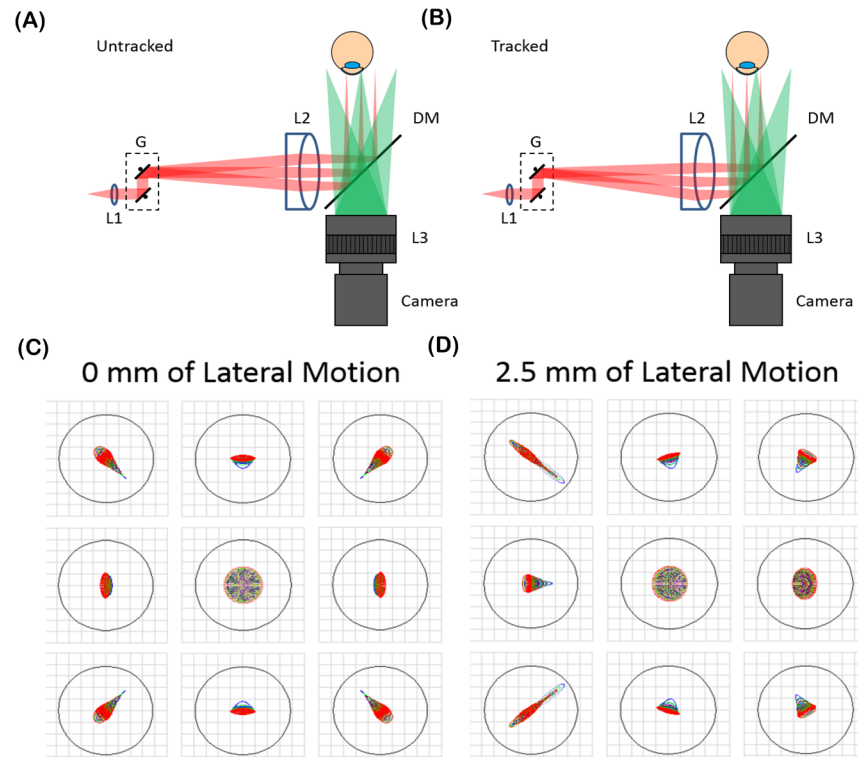 (A)
Untracked
G
L1
L2
DM
L3
Camera
(B)
Tracked
G
L1
L2
DM
L3
Camera
(C)
0 mm of Lateral Motion
(D)
2.5 mm of Lateral Motion